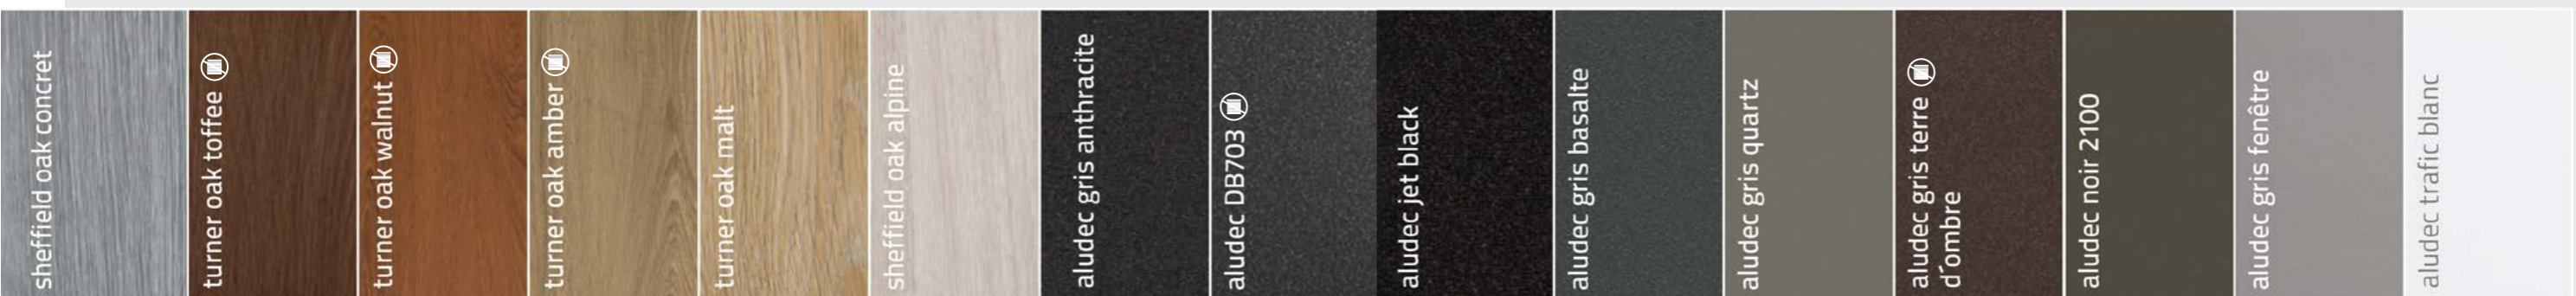 sheffield oak concret
turner oak toffee
turner oak walnut
turner oak amber
turner oak malt
sheffield oak alpine
aludec gris anthracite
aludec DB703
aludec jet black
aludec gris basalte
aludec gris quartz
aludec gris terre
d´ombre
aludec noir 2100
aludec gris fenêtre
aludec trafic blanc